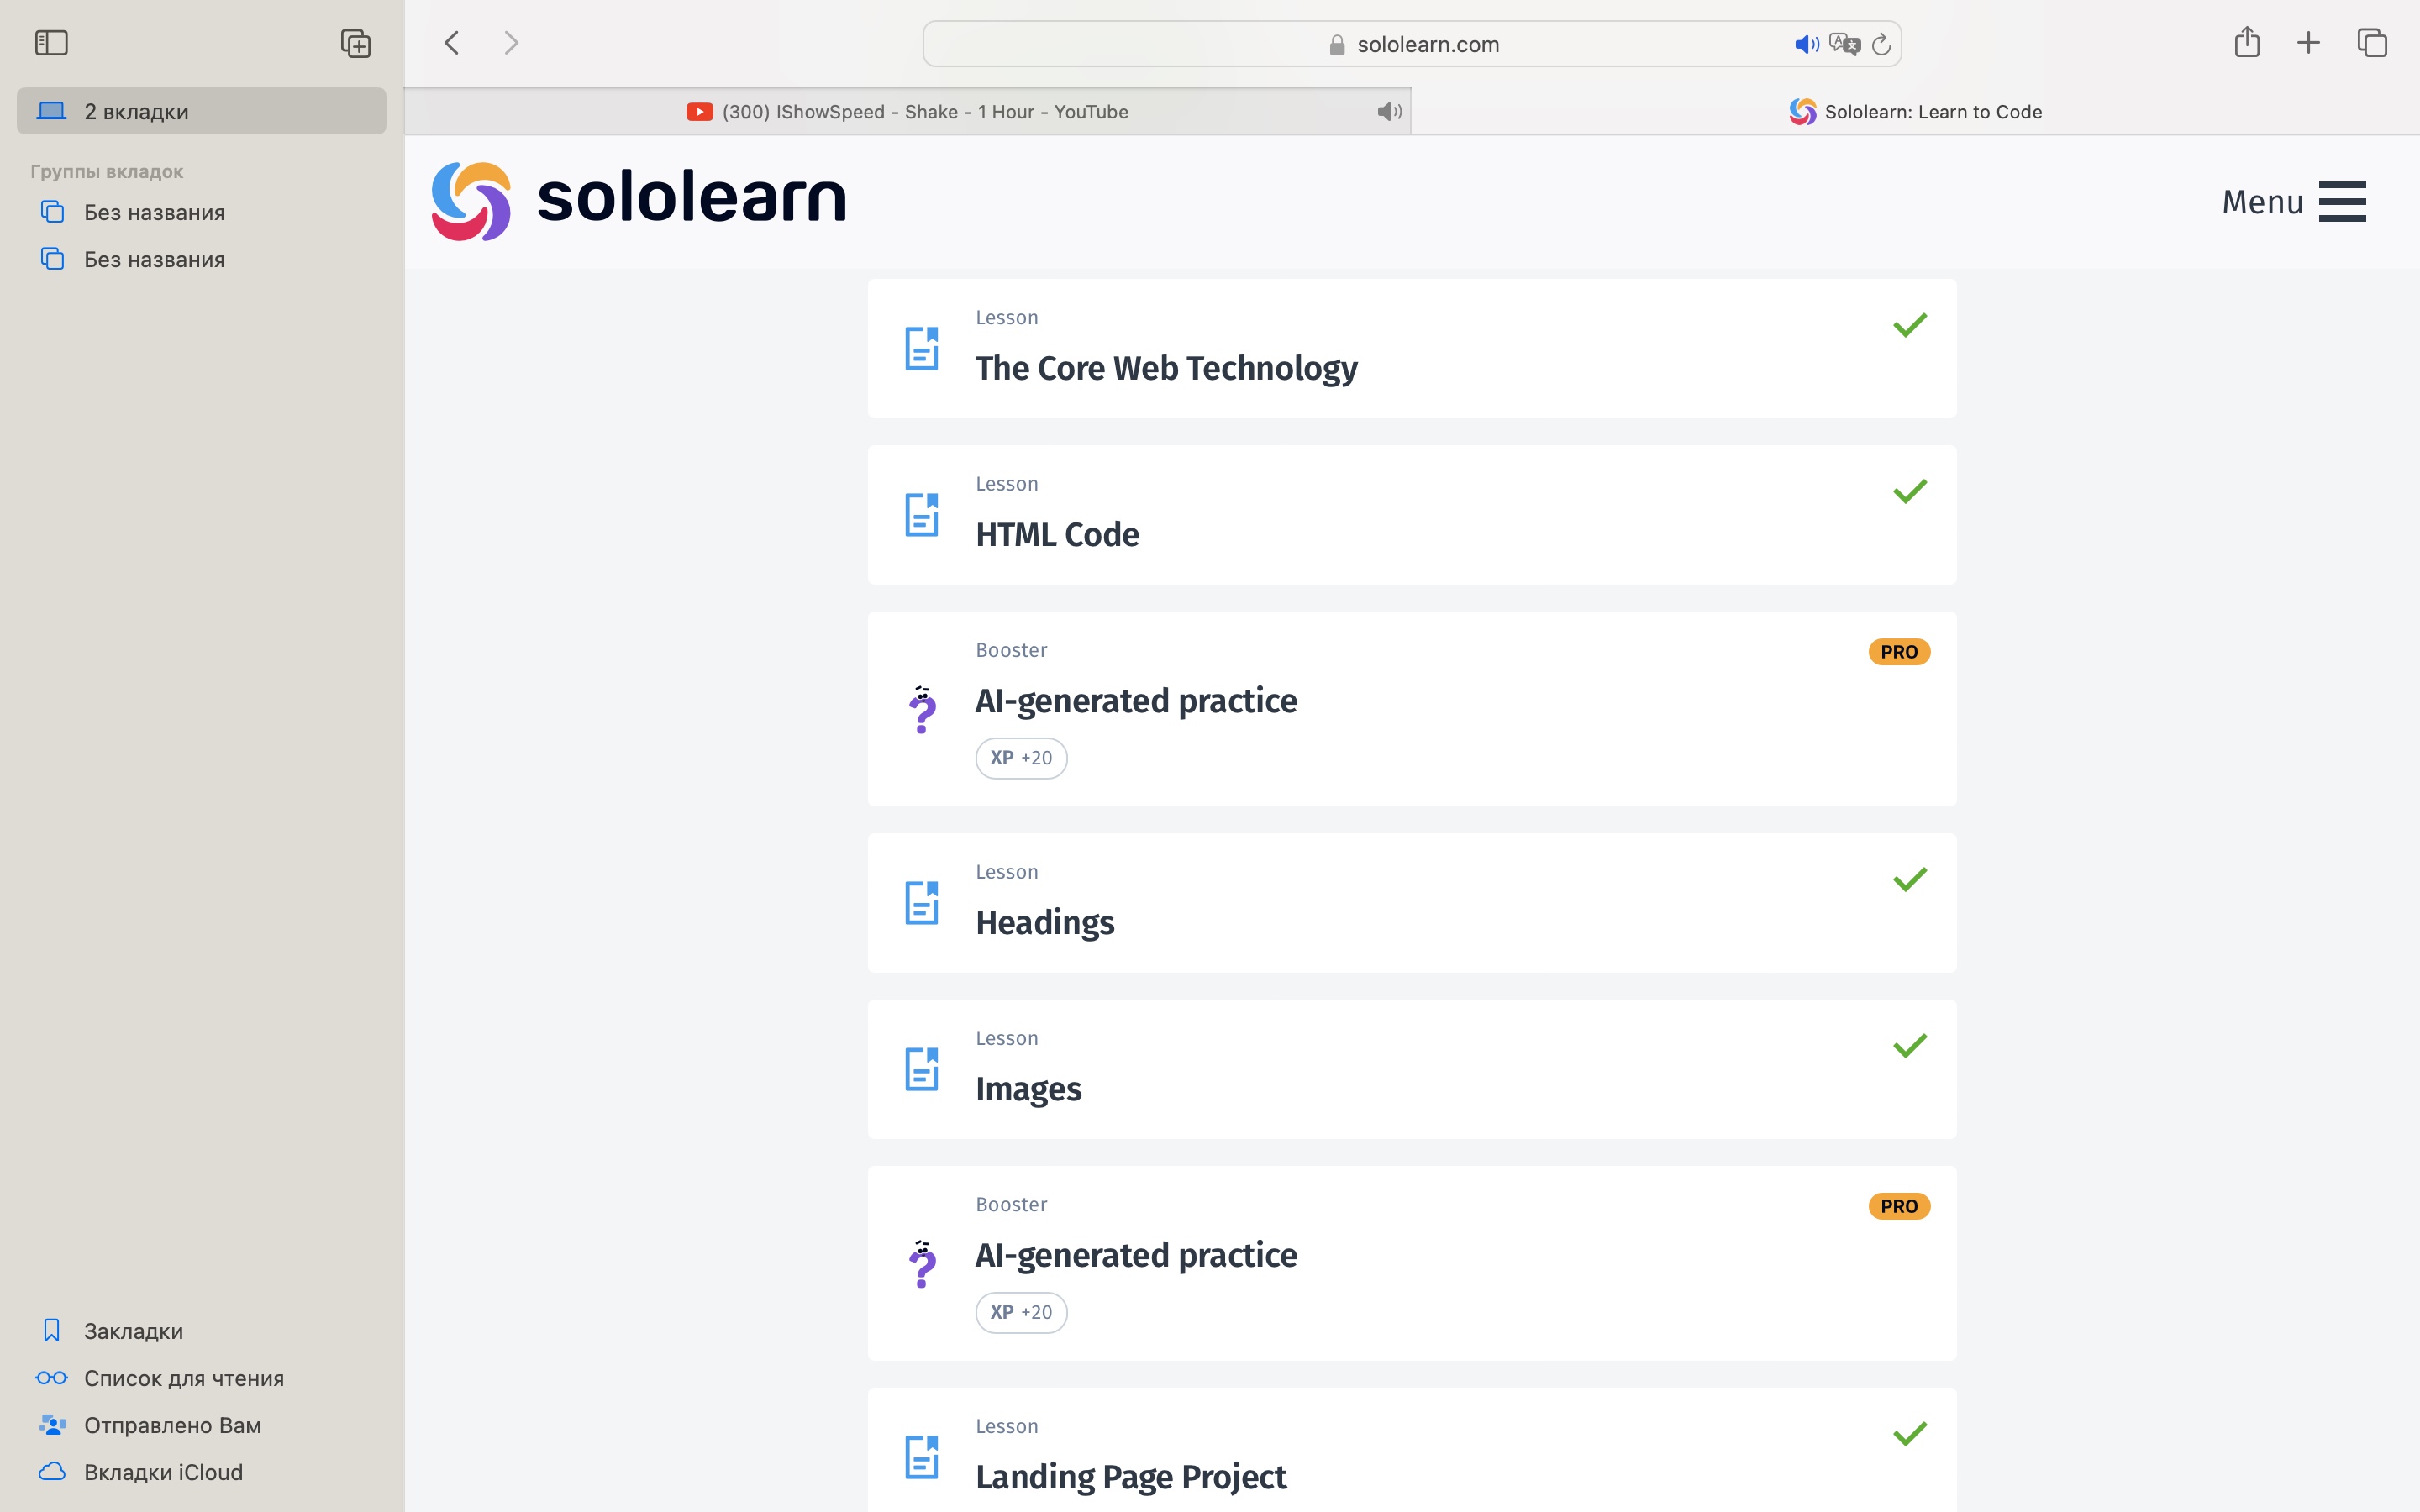 sololearn.com
2 вкладки
(300) IShowSpeed - Shake - 1 Hour - YouTube
Sololearn: Learn to Code
Группы вкладок
Без названия
Без названия
sololearn
Menu
Lesson
The Core Web Technology
Lesson
HTML Code
Booster
PRO
AI-generated practice
XP +20
Lesson
Headings
Lesson
Images
Booster
PRO
AI-generated practice
XP +20
Lesson
Landing Page Project
Закладки
Список для чтения
Отправлено Вам
Вкладки iCloud